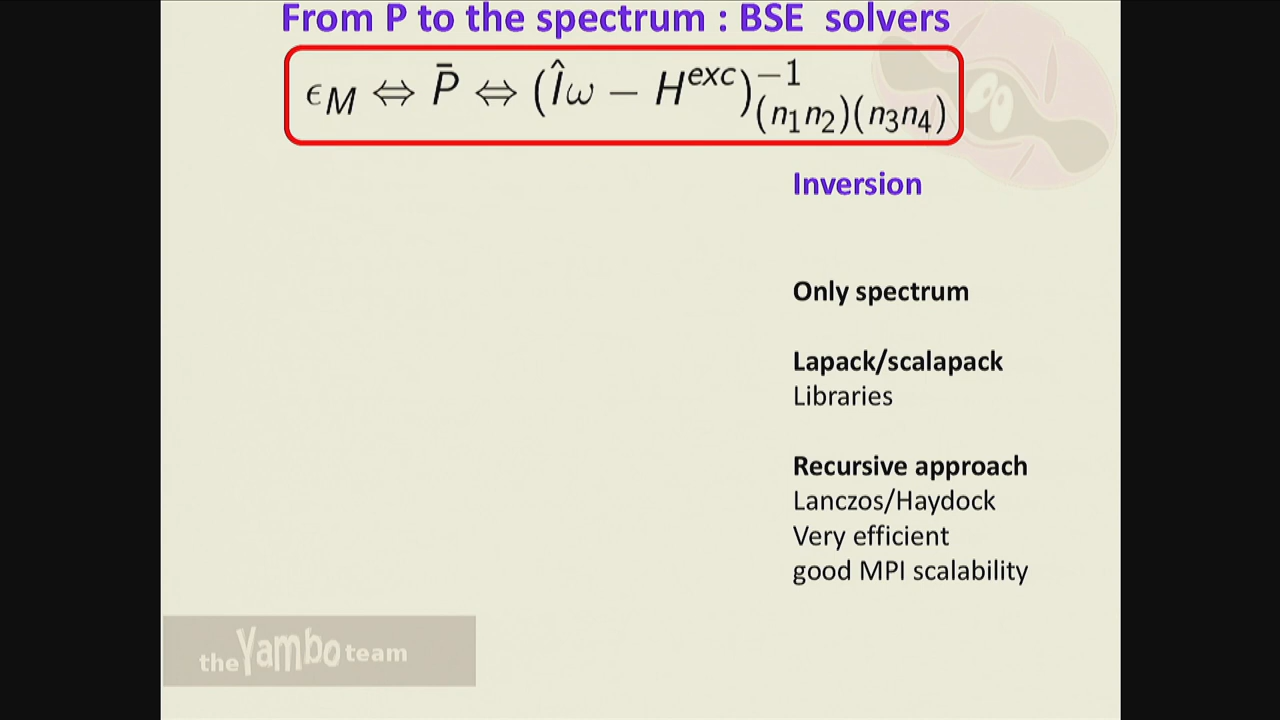 From P to the spectrum : BSE solvers
ϵ_M ⇔ P̄ ⇔ (Îω − H^{exc})^{−1}_{(n₁n₂)(n₃n₄)}
Inversion
Only spectrum
Lapack/scalapack
Libraries
Recursive approach
Lanczos/Haydock
Very efficient
good MPI scalability
the Yambo team